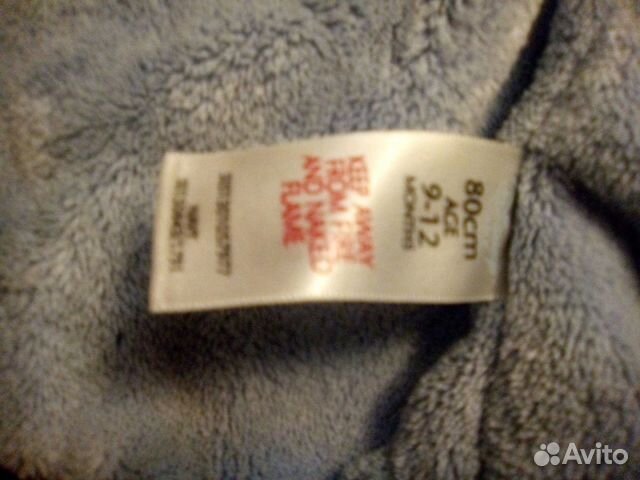 80cm
AGE
9-12
MONTHS
KEEP AWAY
FROM FIRE
AND NAKED
FLAME
Avito